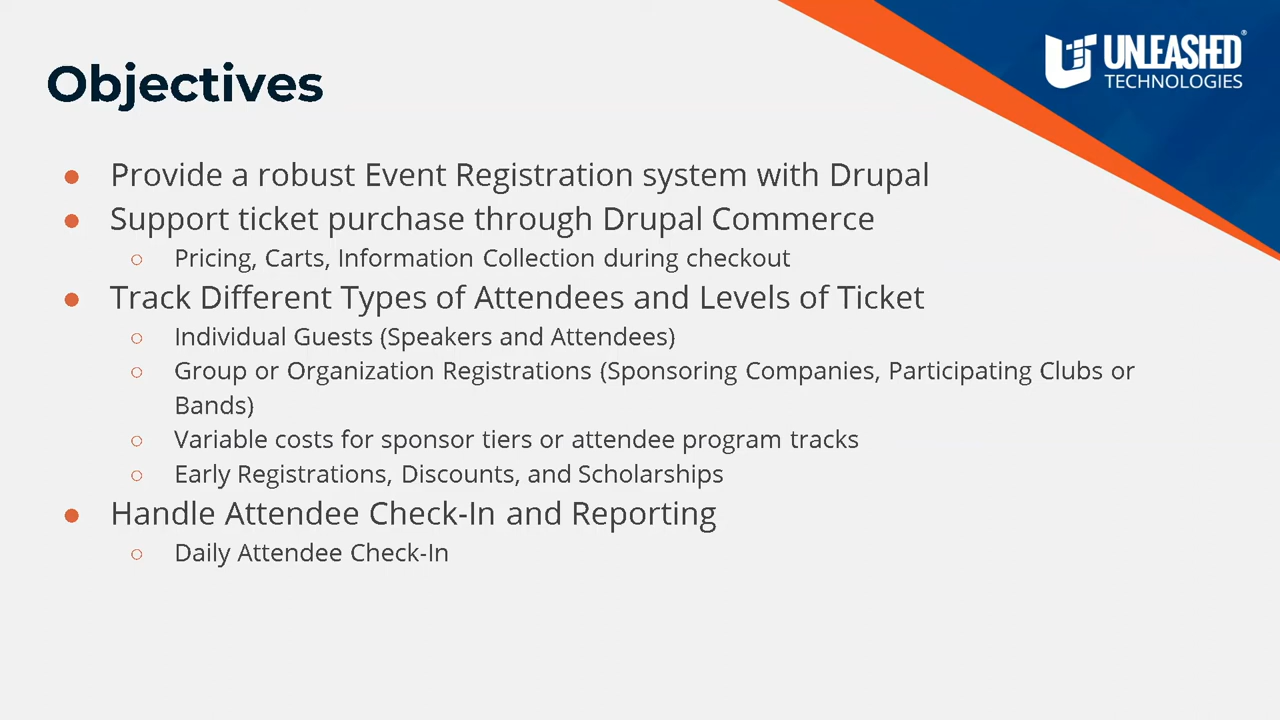 UNLEASHED®
TECHNOLOGIES
Objectives
● Provide a robust Event Registration system with Drupal
● Support ticket purchase through Drupal Commerce
○ Pricing, Carts, Information Collection during checkout
● Track Different Types of Attendees and Levels of Ticket
○ Individual Guests (Speakers and Attendees)
○ Group or Organization Registrations (Sponsoring Companies, Participating Clubs or
Bands)
○ Variable costs for sponsor tiers or attendee program tracks
○ Early Registrations, Discounts, and Scholarships
● Handle Attendee Check-In and Reporting
○ Daily Attendee Check-In